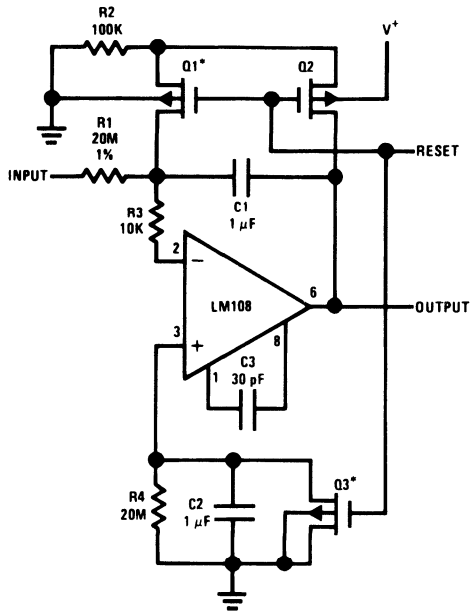 R2
100K
Q1*
Q2
V+
R1
20M
1%
RESET
INPUT
C1
1 μF
R3
10K
2
LM108
6
OUTPUT
3
8
C3
30 pF
1
R4
20M
C2
1 μF
Q3*